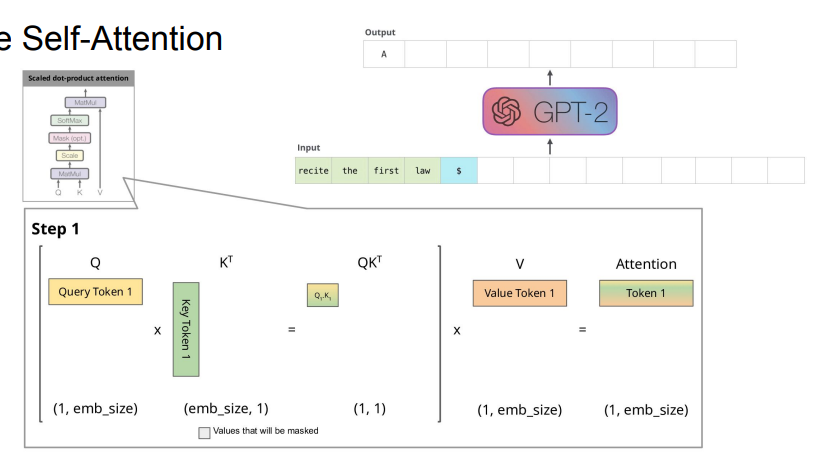 e Self-Attention
Output
A
GPT-2
Input
recite the first law $
Scaled dot-product attention
MatMul
SoftMax
Mask (opt.)
Scale
MatMul
Q K V
Step 1
Q Kᵀ QKᵀ V Attention
Query Token 1 x Key Token 1 = Q₁.K₁ x Value Token 1 = Token 1
(1, emb_size) (emb_size, 1) (1, 1) (1, emb_size) (1, emb_size)
Values that will be masked